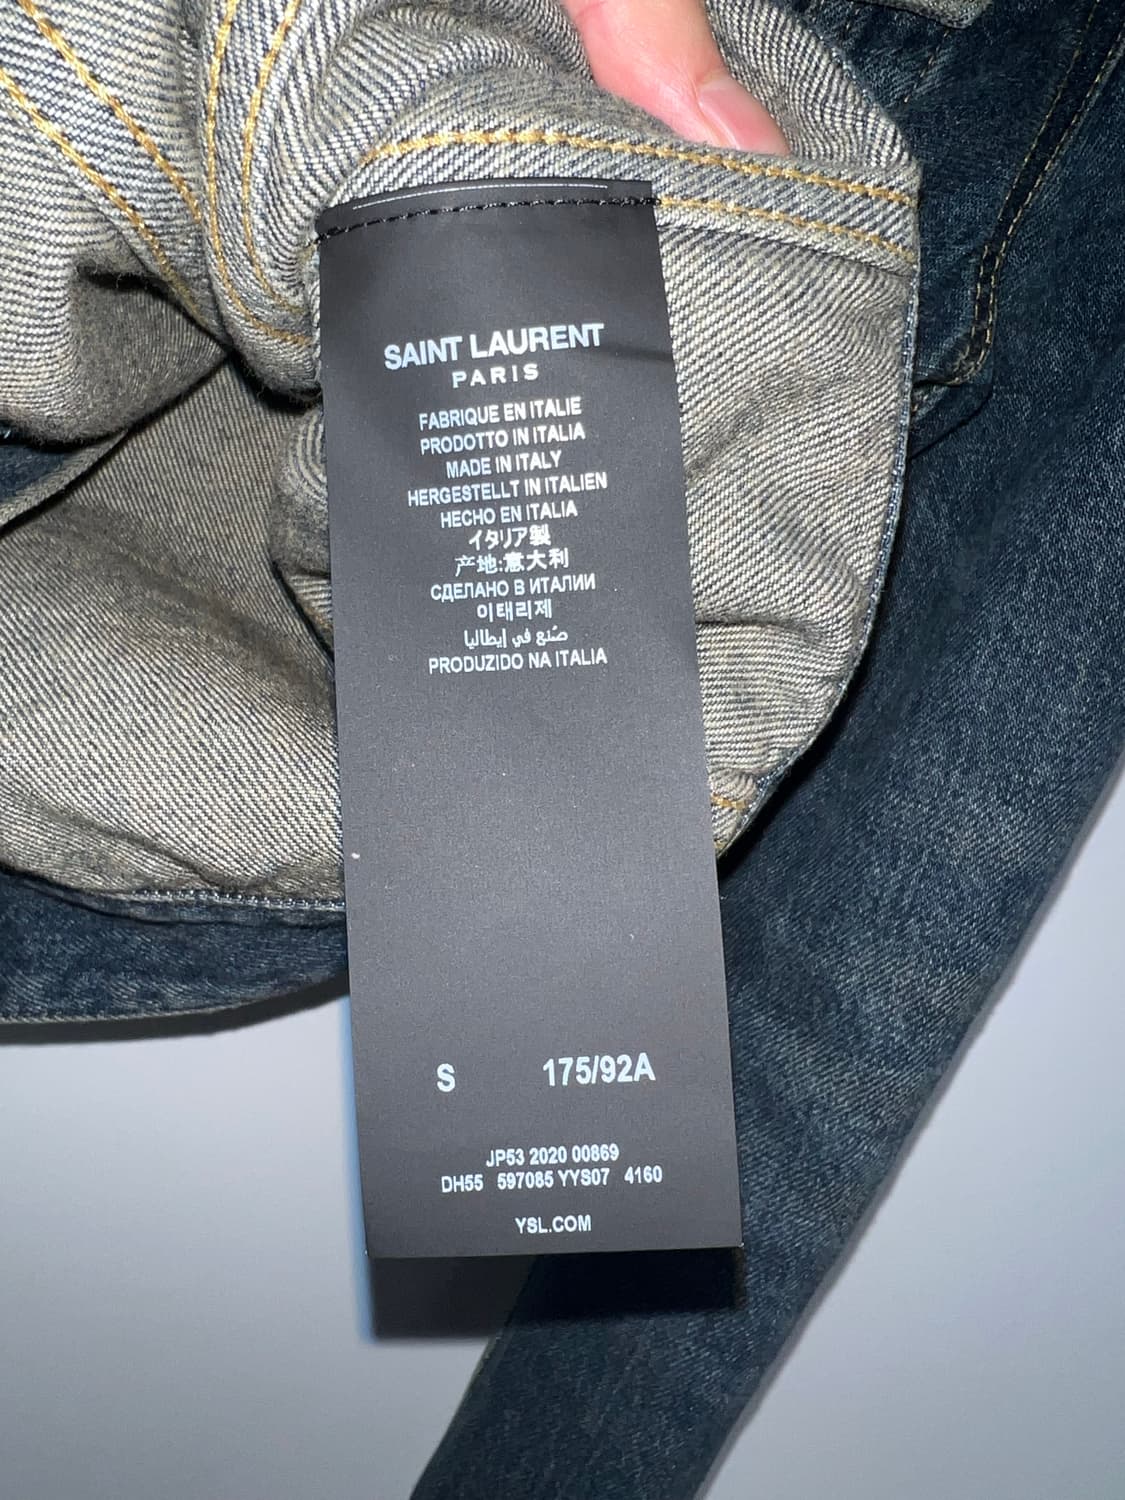 SAINT LAURENT
PARIS
FABRIQUE EN ITALIE
PRODOTTO IN ITALIA
MADE IN ITALY
HERGESTELLT IN ITALIEN
HECHO EN ITALIA
イタリア製
产地:意大利
СДЕЛАНО В ИТАЛИИ
이태리제
صُنع في إيطاليا
PRODUZIDO NA ITALIA
S 175/92A
JP53 2020 00869
DH55 597085 YYS07 4160
YSL.COM